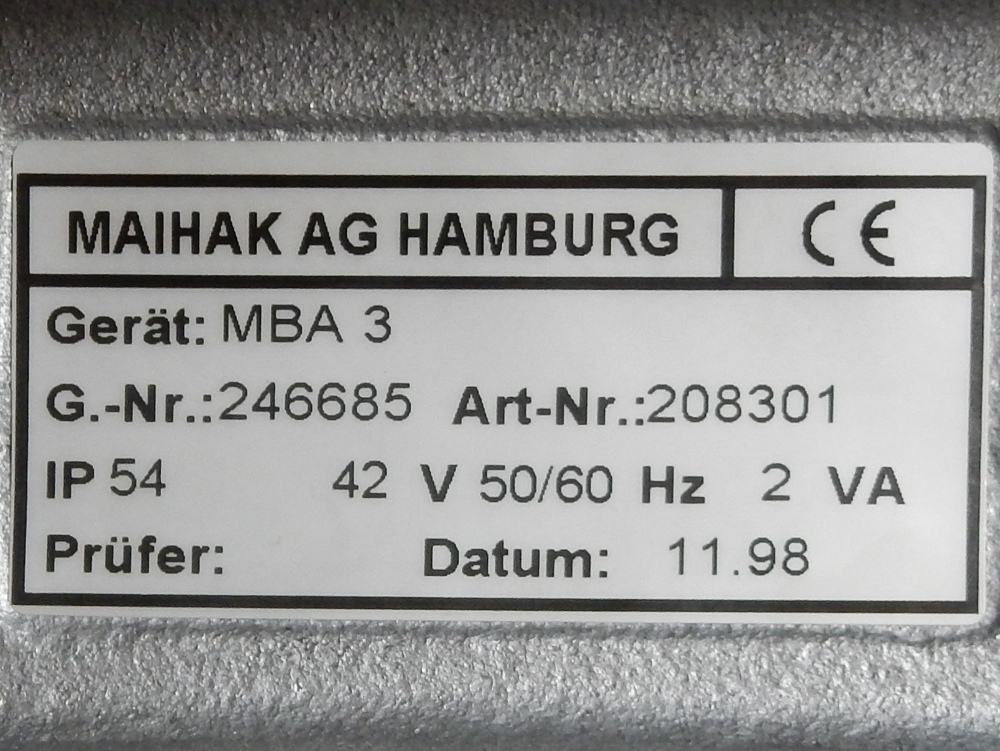 MAIHAK AG HAMBURG CE
Gerät: MBA 3
G.-Nr.:246685 Art-Nr.:208301
IP 54 42 V 50/60 Hz 2 VA
Prüfer: Datum: 11.98